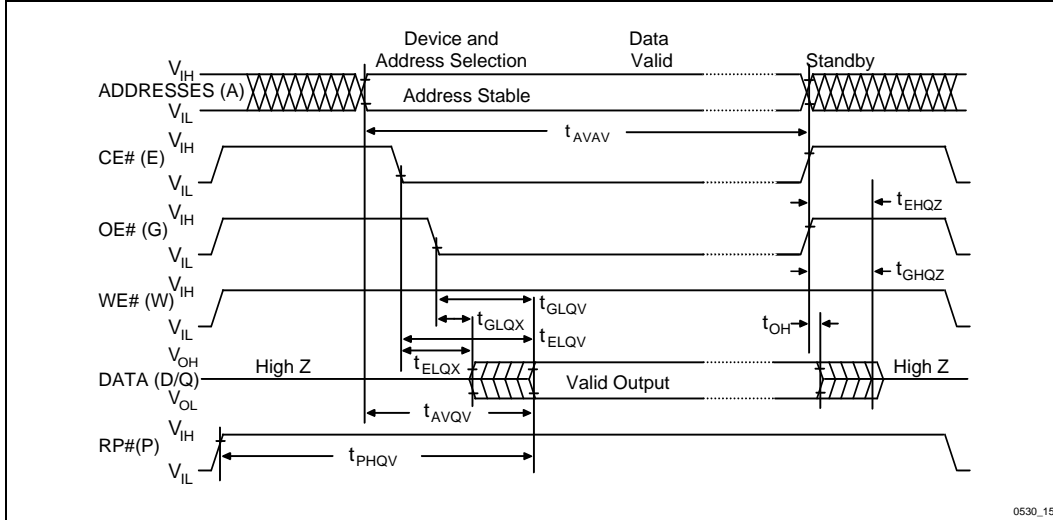 Device and
Address Selection
Data
Valid
Standby
V_IH
ADDRESSES (A)
V_IL
Address Stable
t_AVAV
V_IH
CE# (E)
V_IL
t_EHQZ
V_IH
OE# (G)
V_IL
t_GHQZ
V_IH
WE# (W)
V_IL
t_GLQV
t_GLQX
t_ELQV
t_OH
V_OH
DATA (D/Q)
V_OL
High Z
t_ELQX
Valid Output
High Z
t_AVQV
V_IH
RP#(P)
V_IL
t_PHQV
0530_15